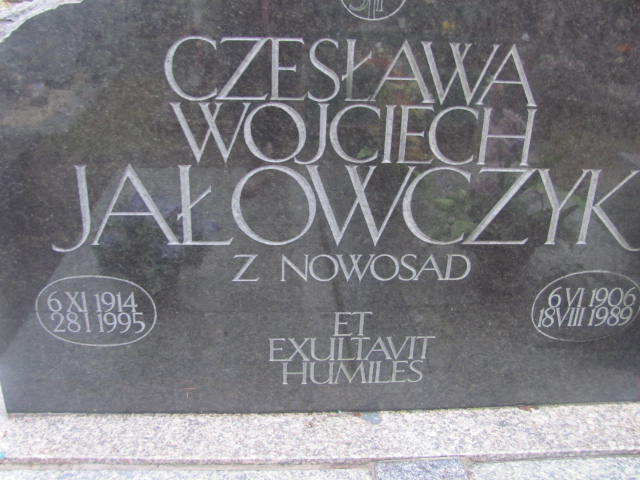 CZESŁAWA
WOJCIECH
JAŁOWCZYK
Z NOWOSAD
6 XI 1914
28 I 1995
6 VI 1906
18 VIII 1989
ET
EXULTAVIT
HUMILES